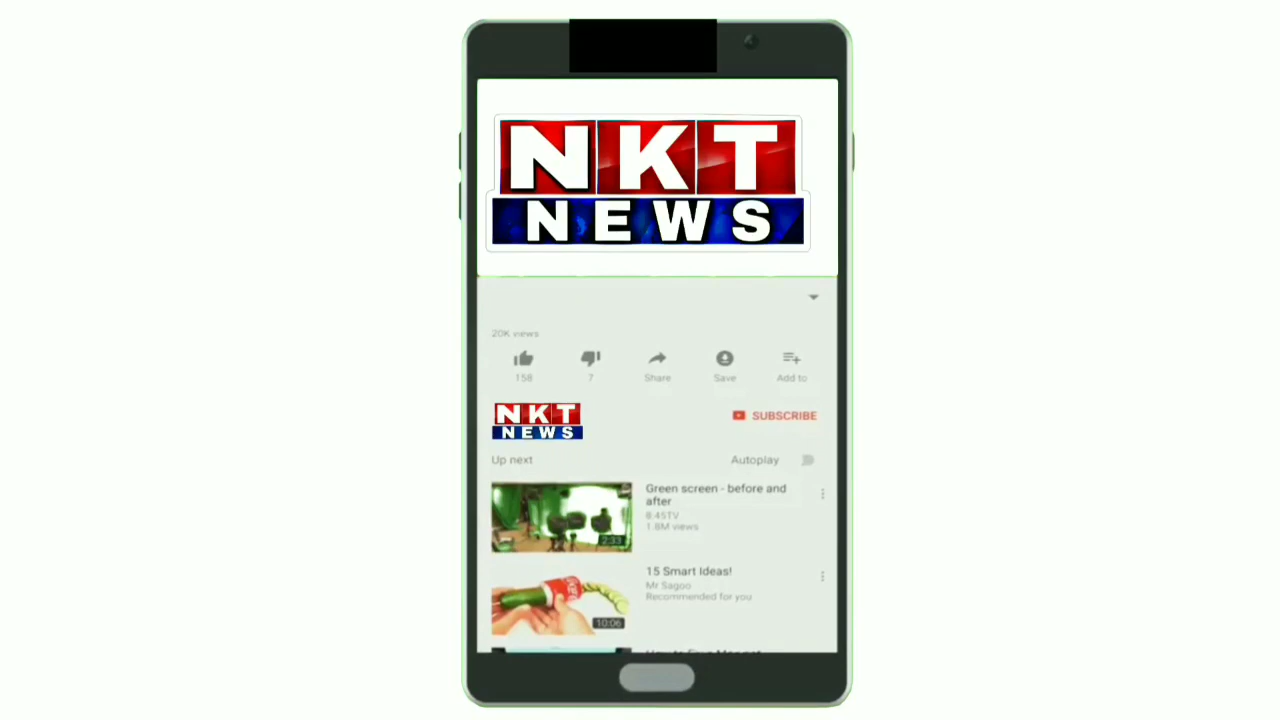 NKT
NEWS
20K views
158
7
Share
Save
Add to
NKT
NEWS
SUBSCRIBE
Up next
Autoplay
Green screen - before and
after
8.45TV
1.8M views
2:33
15 Smart Ideas!
Mr Sagoo
Recommended for you
10:06